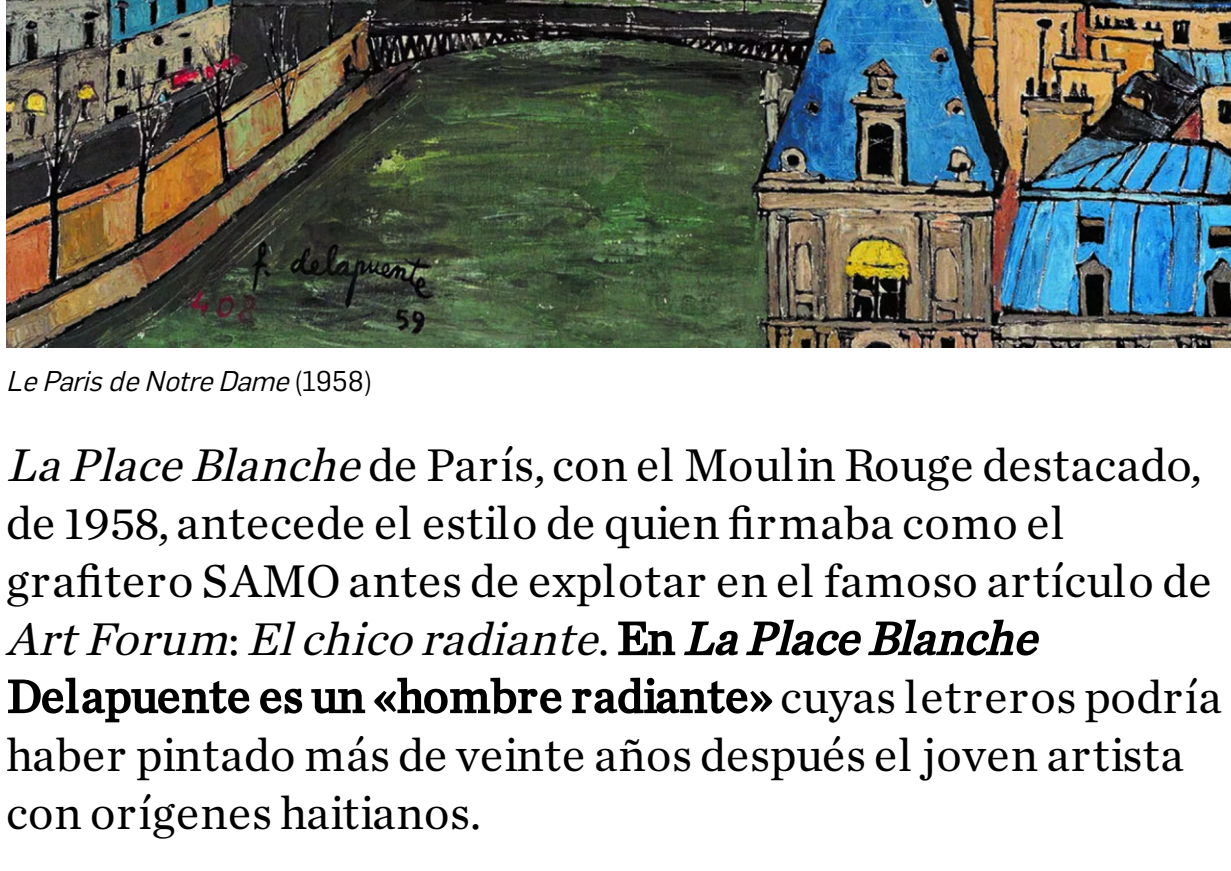 f. delapuente
408
59
Le Paris de Notre Dame (1958)
La Place Blanche de París, con el Moulin Rouge destacado,
de 1958, antecede el estilo de quien firmaba como el
grafitero SAMO antes de explotar en el famoso artículo de
Art Forum: El chico radiante. En La Place Blanche
Delapuente es un «hombre radiante» cuyas letreros podría
haber pintado más de veinte años después el joven artista
con orígenes haitianos.